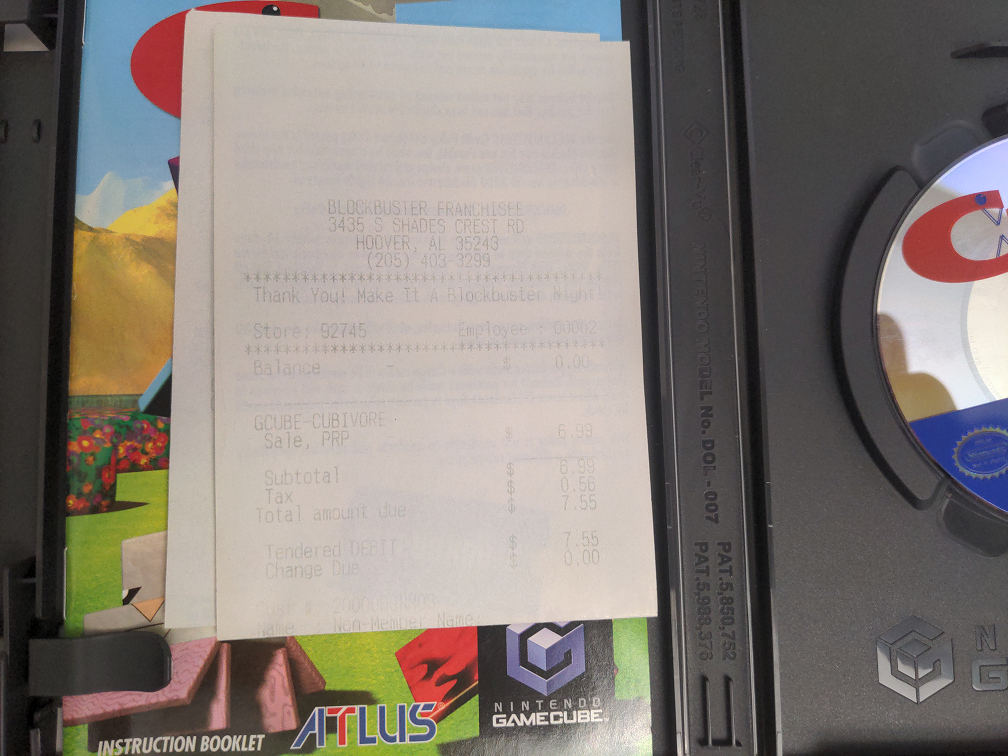 BLOCKBUSTER FRANCHISEE
3435 S SHADES CREST RD
HOOVER, AL 35243
(205) 403-3299
******************************************
Thank You! Make It A Blockbuster Night!
Store: 92745 Employee : 00002
******************************************
Balance - $ 0.00
GCUBE-CUBIVORE
Sale, PRP $ 6.99
Subtotal $ 6.99
Tax $ 0.56
Total amount due $ 7.55
Tendered DEBIT $ 7.55
Change Due $ 0.00
Name: Non-Member Name:
INSTRUCTION BOOKLET
ATLUS
NINTENDO
GAMECUBE
NINTENDO MODEL No. DOL - 007
PAT.5,850,752
PAT.5,988,376
N
G